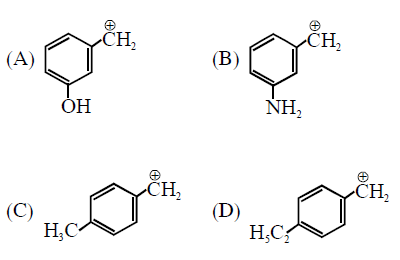 (A) ⊕CH₂
OH
(B) ⊕CH₂
NH₂
(C) ⊕CH₂
H₃C
(D) ⊕CH₂
H₅C₂